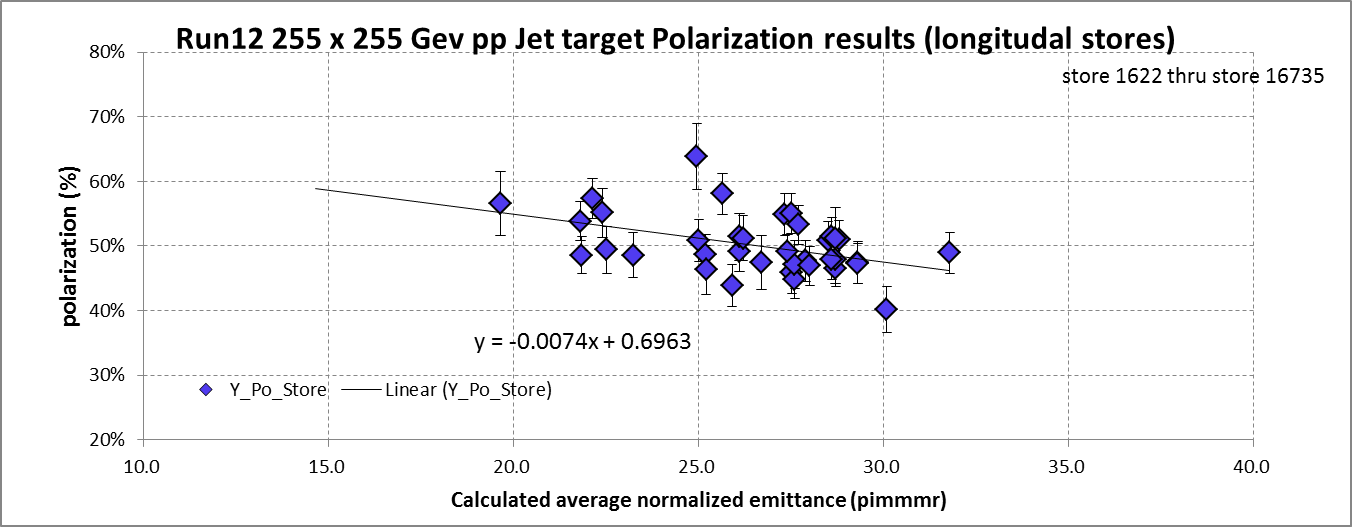 Run12 255 x 255 Gev pp Jet target Polarization results (longitudal stores)
store 1622 thru store 16735
80%
70%
60%
50%
40%
30%
20%
polarization (%)
y = -0.0074x + 0.6963
Y_Po_Store
Linear (Y_Po_Store)
10.0 15.0 20.0 25.0 30.0 35.0 40.0
Calculated average normalized emittance (pimmmr)